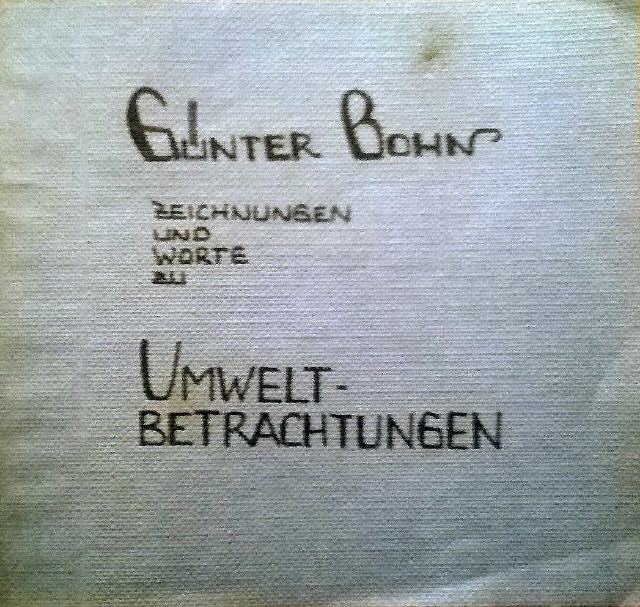 GÜNTER BOHN
ZEICHNUNGEN
UND
WORTE
ZU
UMWELT-
BETRACHTUNGEN